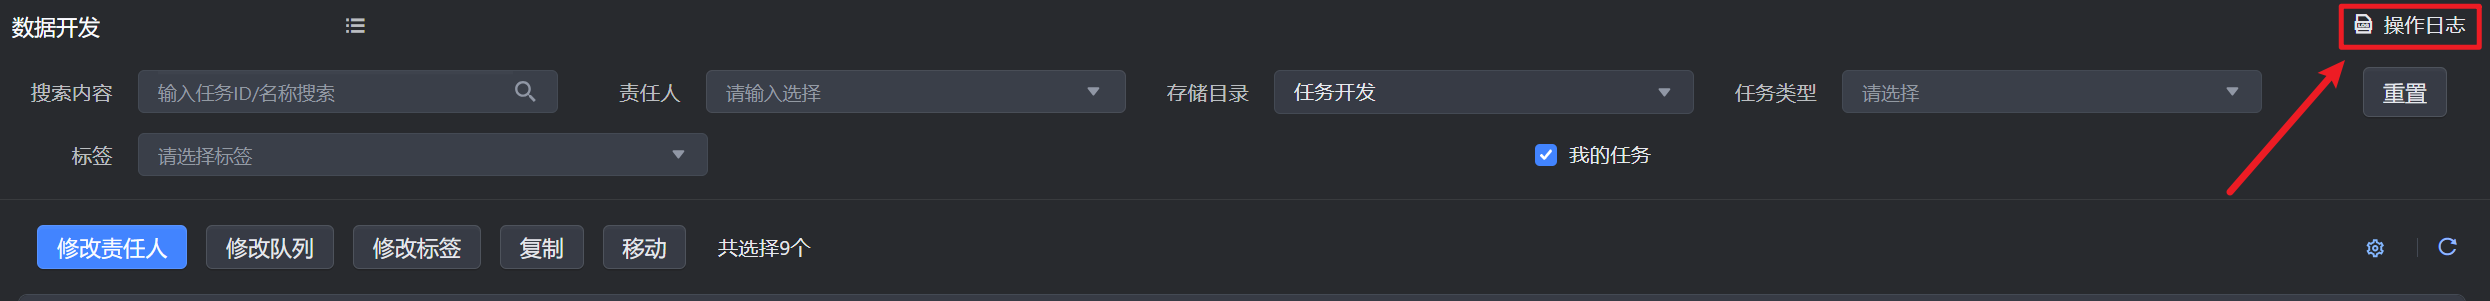 数据开发
操作日志
搜索内容 输入任务ID/名称搜索 责任人 请输入选择 存储目录 任务开发 任务类型 请选择 重置
标签 请选择标签 我的任务
修改责任人 修改队列 修改标签 复制 移动 共选择9个